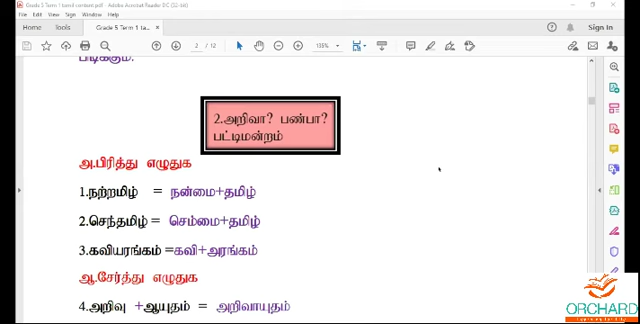 Grade 5 Term 1 tamil content.pdf - Adobe Acrobat Reader DC (32-bit)
File Edit View Sign Window Help
Home Tools Grade 5 Term 1 ta... × Sign In
2 / 12 136%
படிக்கும்.
2.அறிவா? பண்பா?
பட்டிமன்றம்
அ.பிரித்து எழுதுக
1.நற்றமிழ் = நன்மை+தமிழ்
2.செந்தமிழ் = செம்மை+தமிழ்
3.கவியரங்கம் =கவி+அரங்கம்
ஆ.சேர்த்து எழுதுக
4.அறிவு +ஆயுதம் = அறிவாயுதம்
ORCHARD